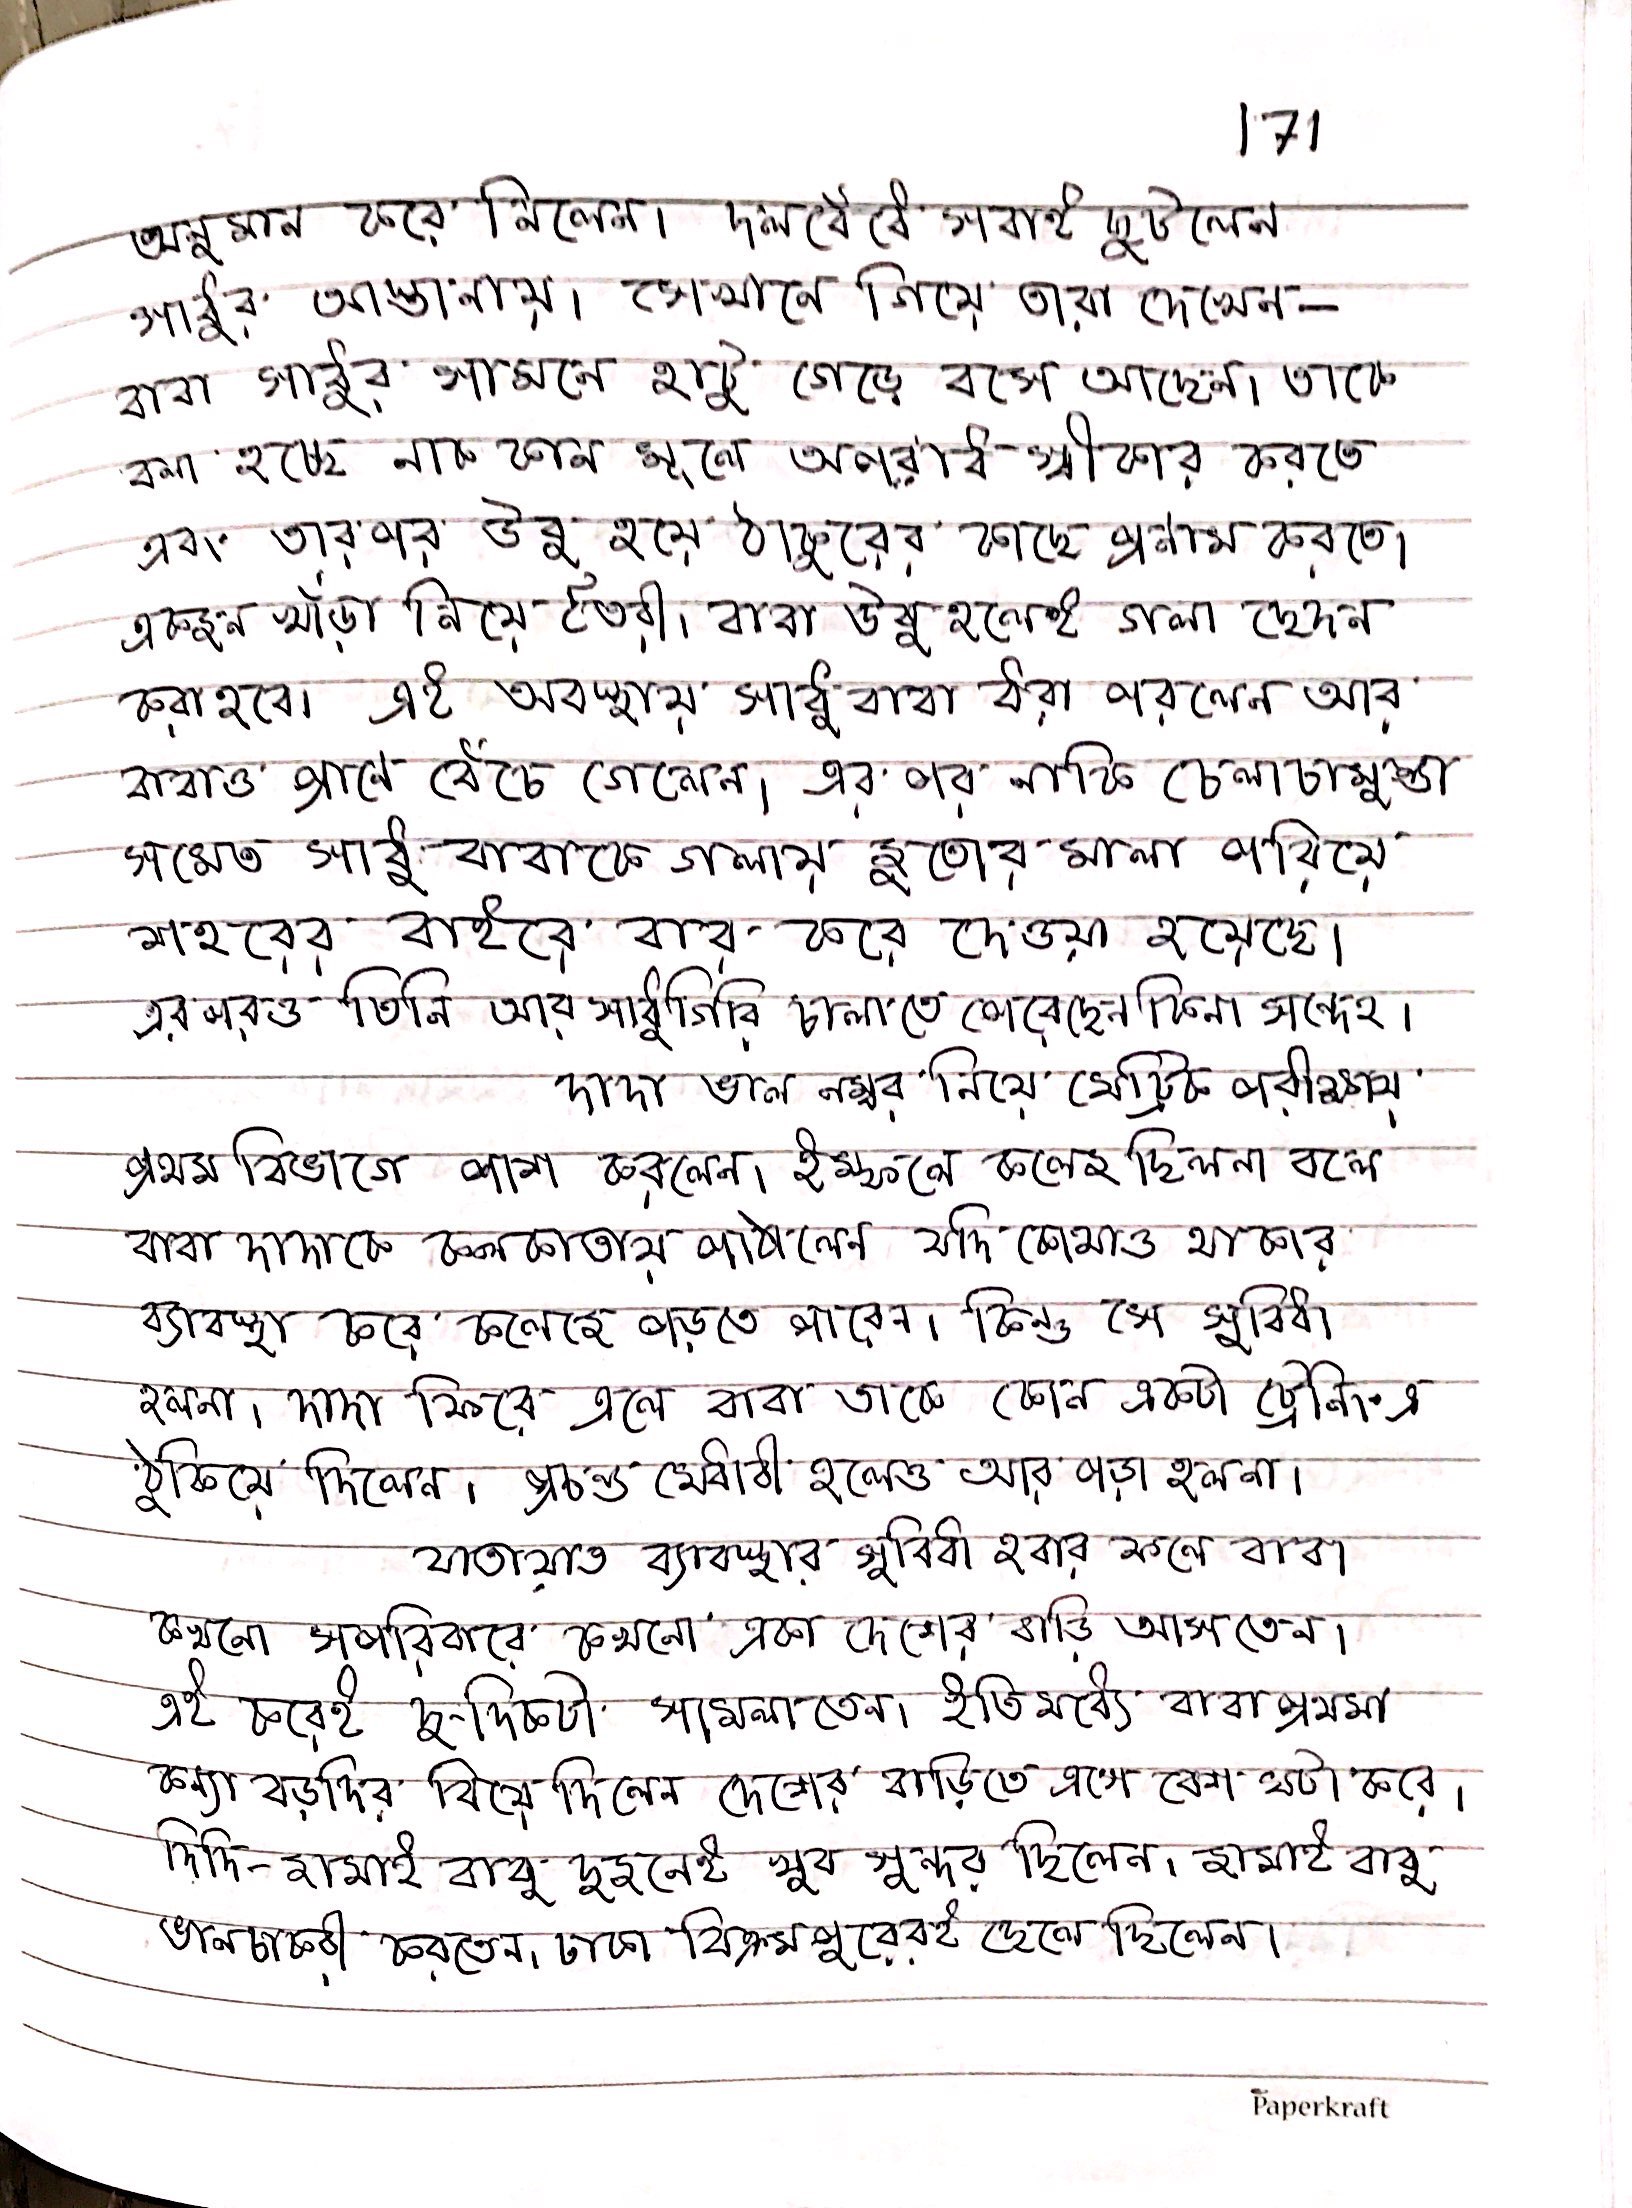 171
অনুমান করে নিলেন। দলবেঁধে সবাই ছুটলেন
সাধুর আস্তানায়। সেখানে গিয়ে তারা দেখেন—
বাবা সাধুর সামনে হাটু গেড়ে বসে আছেন। তাকে
বলা হচ্ছে নাক কান মূলে অপরাধ স্বীকার করতে
এবং তারপর উবু হয়ে ঠাকুরের কাছে প্রনাম করতে।
একজন খাঁড়া নিয়ে তৈরী। বাবা উবু হলেই গলা ছেদন
করা হবে। এই অবস্থায় সাধু বাবা ধরা পরলেন আর
বাবাও প্রানে বেঁচে গেলেন। এর পর নাকি চেলাচামুন্ডা
সমেত সাধু বাবাকে গলায় জুতোর মালা পরিয়ে
শহরের বাইরে বার করে দেওয়া হয়েছে।
এরপরও তিনি আর সাধুগিরি চালাতে পেরেছেন কিনা সন্দেহ।
দাদা ভাল নম্বর নিয়ে মেট্রিক পরীক্ষায়
প্রথম বিভাগে পাশ করলেন। ইম্ফলে কলেজ ছিলনা বলে
বাবা দাদাকে কলকাতায় পাঠালেন যদি কোথাও থাকার
ব্যাবস্থা করে কলেজে পড়তে পারেন। কিন্তু সে সুবিধা
হলনা। দাদা ফিরে এলে বাবা তাকে কোন একটা ট্রেনিং-এ
ঠুকিয়ে দিলেন। প্রচন্ড মেধাবী হলেও আর পড়া হলনা।
যাতায়াত ব্যাবস্থার সুবিধা হবার ফলে বাবা
কখনো সপরিবারে কখনো একা দেশের বাড়ি আসতেন।
এই করেই দু-দিকটা সামলাতেন। ইতিমধ্যে বাবা প্রথমা
কন্যা বড়দির বিয়ে দিলেন দেশের বাড়িতে এসে বেশ ঘটা করে।
দিদি-জামাই বাবু দুজনেই খুব সুন্দর ছিলেন। জামাই বাবু
ভালচাকরী করতেন। ঢাকা বিক্রমপুরেরই ছেলে ছিলেন।
Paperkraft